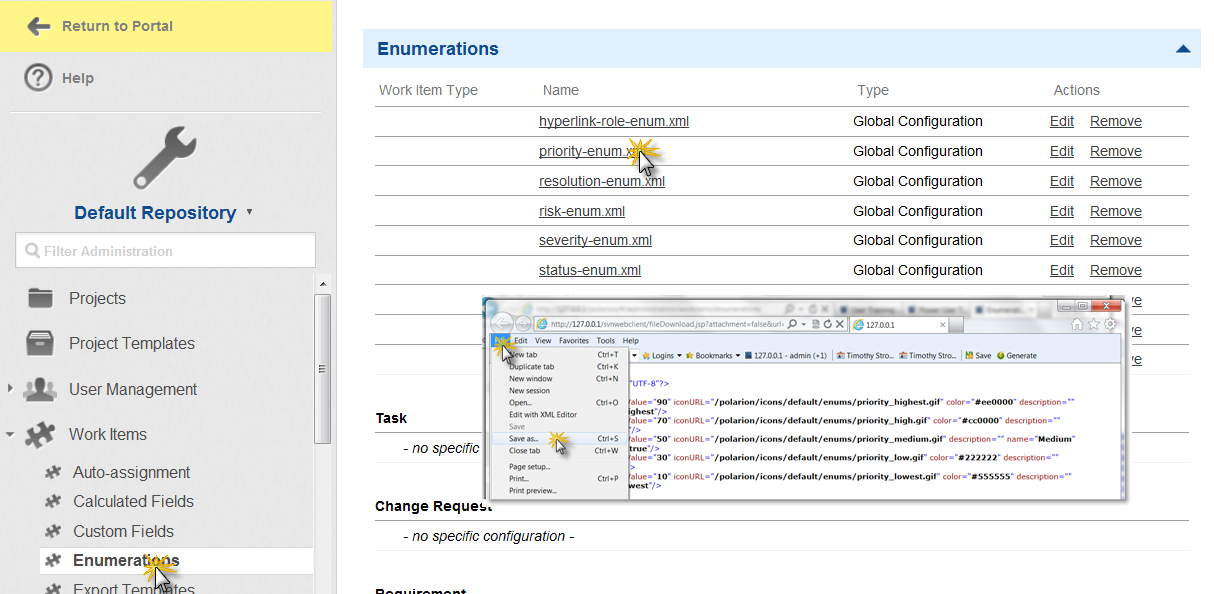 Return to Portal
Help
Default Repository
Filter Administration
Projects
Project Templates
User Management
Work Items
Auto-assignment
Calculated Fields
Custom Fields
Enumerations
Export Templates
Enumerations
Work Item Type Name Type Actions
hyperlink-role-enum.xml Global Configuration Edit Remove
priority-enum.xml Global Configuration Edit Remove
resolution-enum.xml Global Configuration Edit Remove
risk-enum.xml Global Configuration Edit Remove
severity-enum.xml Global Configuration Edit Remove
status-enum.xml Global Configuration Edit Remove
ve
ve
ve
http://127.0.0.1/svnwebclient/fileDownload.jsp?attachment=false&url= 127.0.0.1
Edit View Favorites Tools Help
Logins Bookmarks 127.0.0.1 - admin (+1) Timothy Stro... Timothy Stro... Save Generate
New tab Ctrl+T
Duplicate tab Ctrl+K
New window Ctrl+N
New session
Open... Ctrl+O
Edit with XML Editor
Save
Save as... Ctrl+S
Close tab Ctrl+W
Page setup...
Print... Ctrl+P
Print preview...
"UTF-8"?>
value="90" iconURL="/polarion/icons/default/enums/priority_highest.gif" color="#ee0000" description=""
ighest"/>
value="70" iconURL="/polarion/icons/default/enums/priority_high.gif" color="#cc0000" description=""
"/>
value="50" iconURL="/polarion/icons/default/enums/priority_medium.gif" description="" name="Medium"
true"/>
value="30" iconURL="/polarion/icons/default/enums/priority_low.gif" color="#222222" description=""
>
value="10" iconURL="/polarion/icons/default/enums/priority_lowest.gif" color="#555555" description=""
west"/>
Task
- no specific
Change Request
- no specific configuration -
Requirement